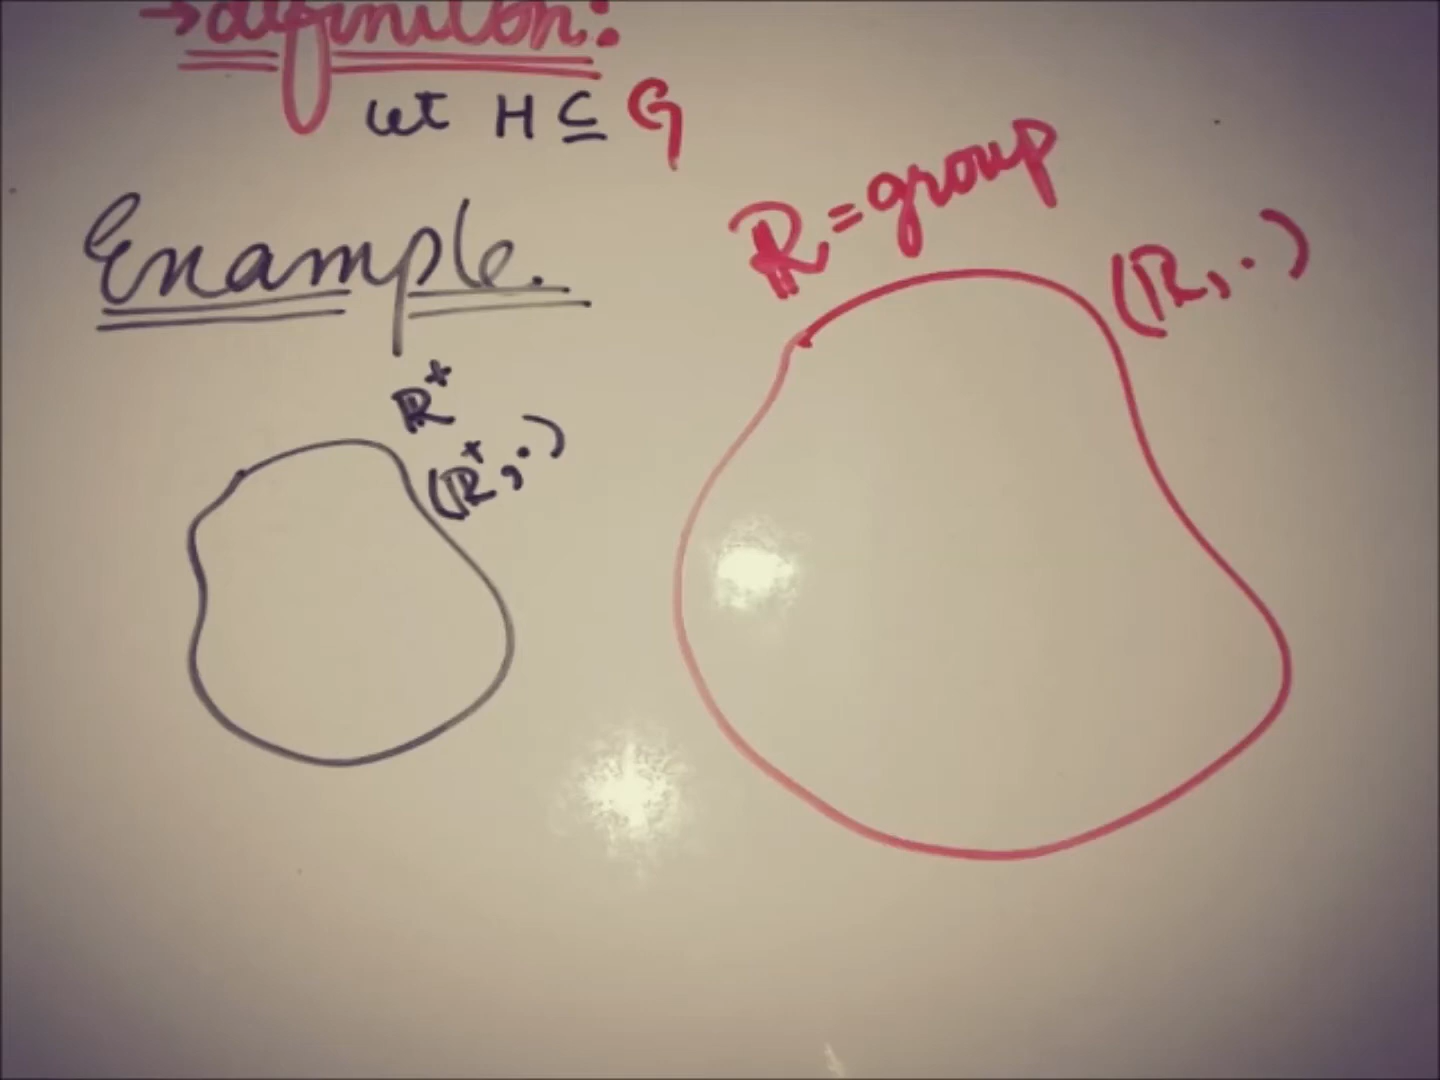 →definition:
let H ⊆ G
Example.
ℝ=group
(ℝ, ·)
ℝ*
(ℝ*, ·)